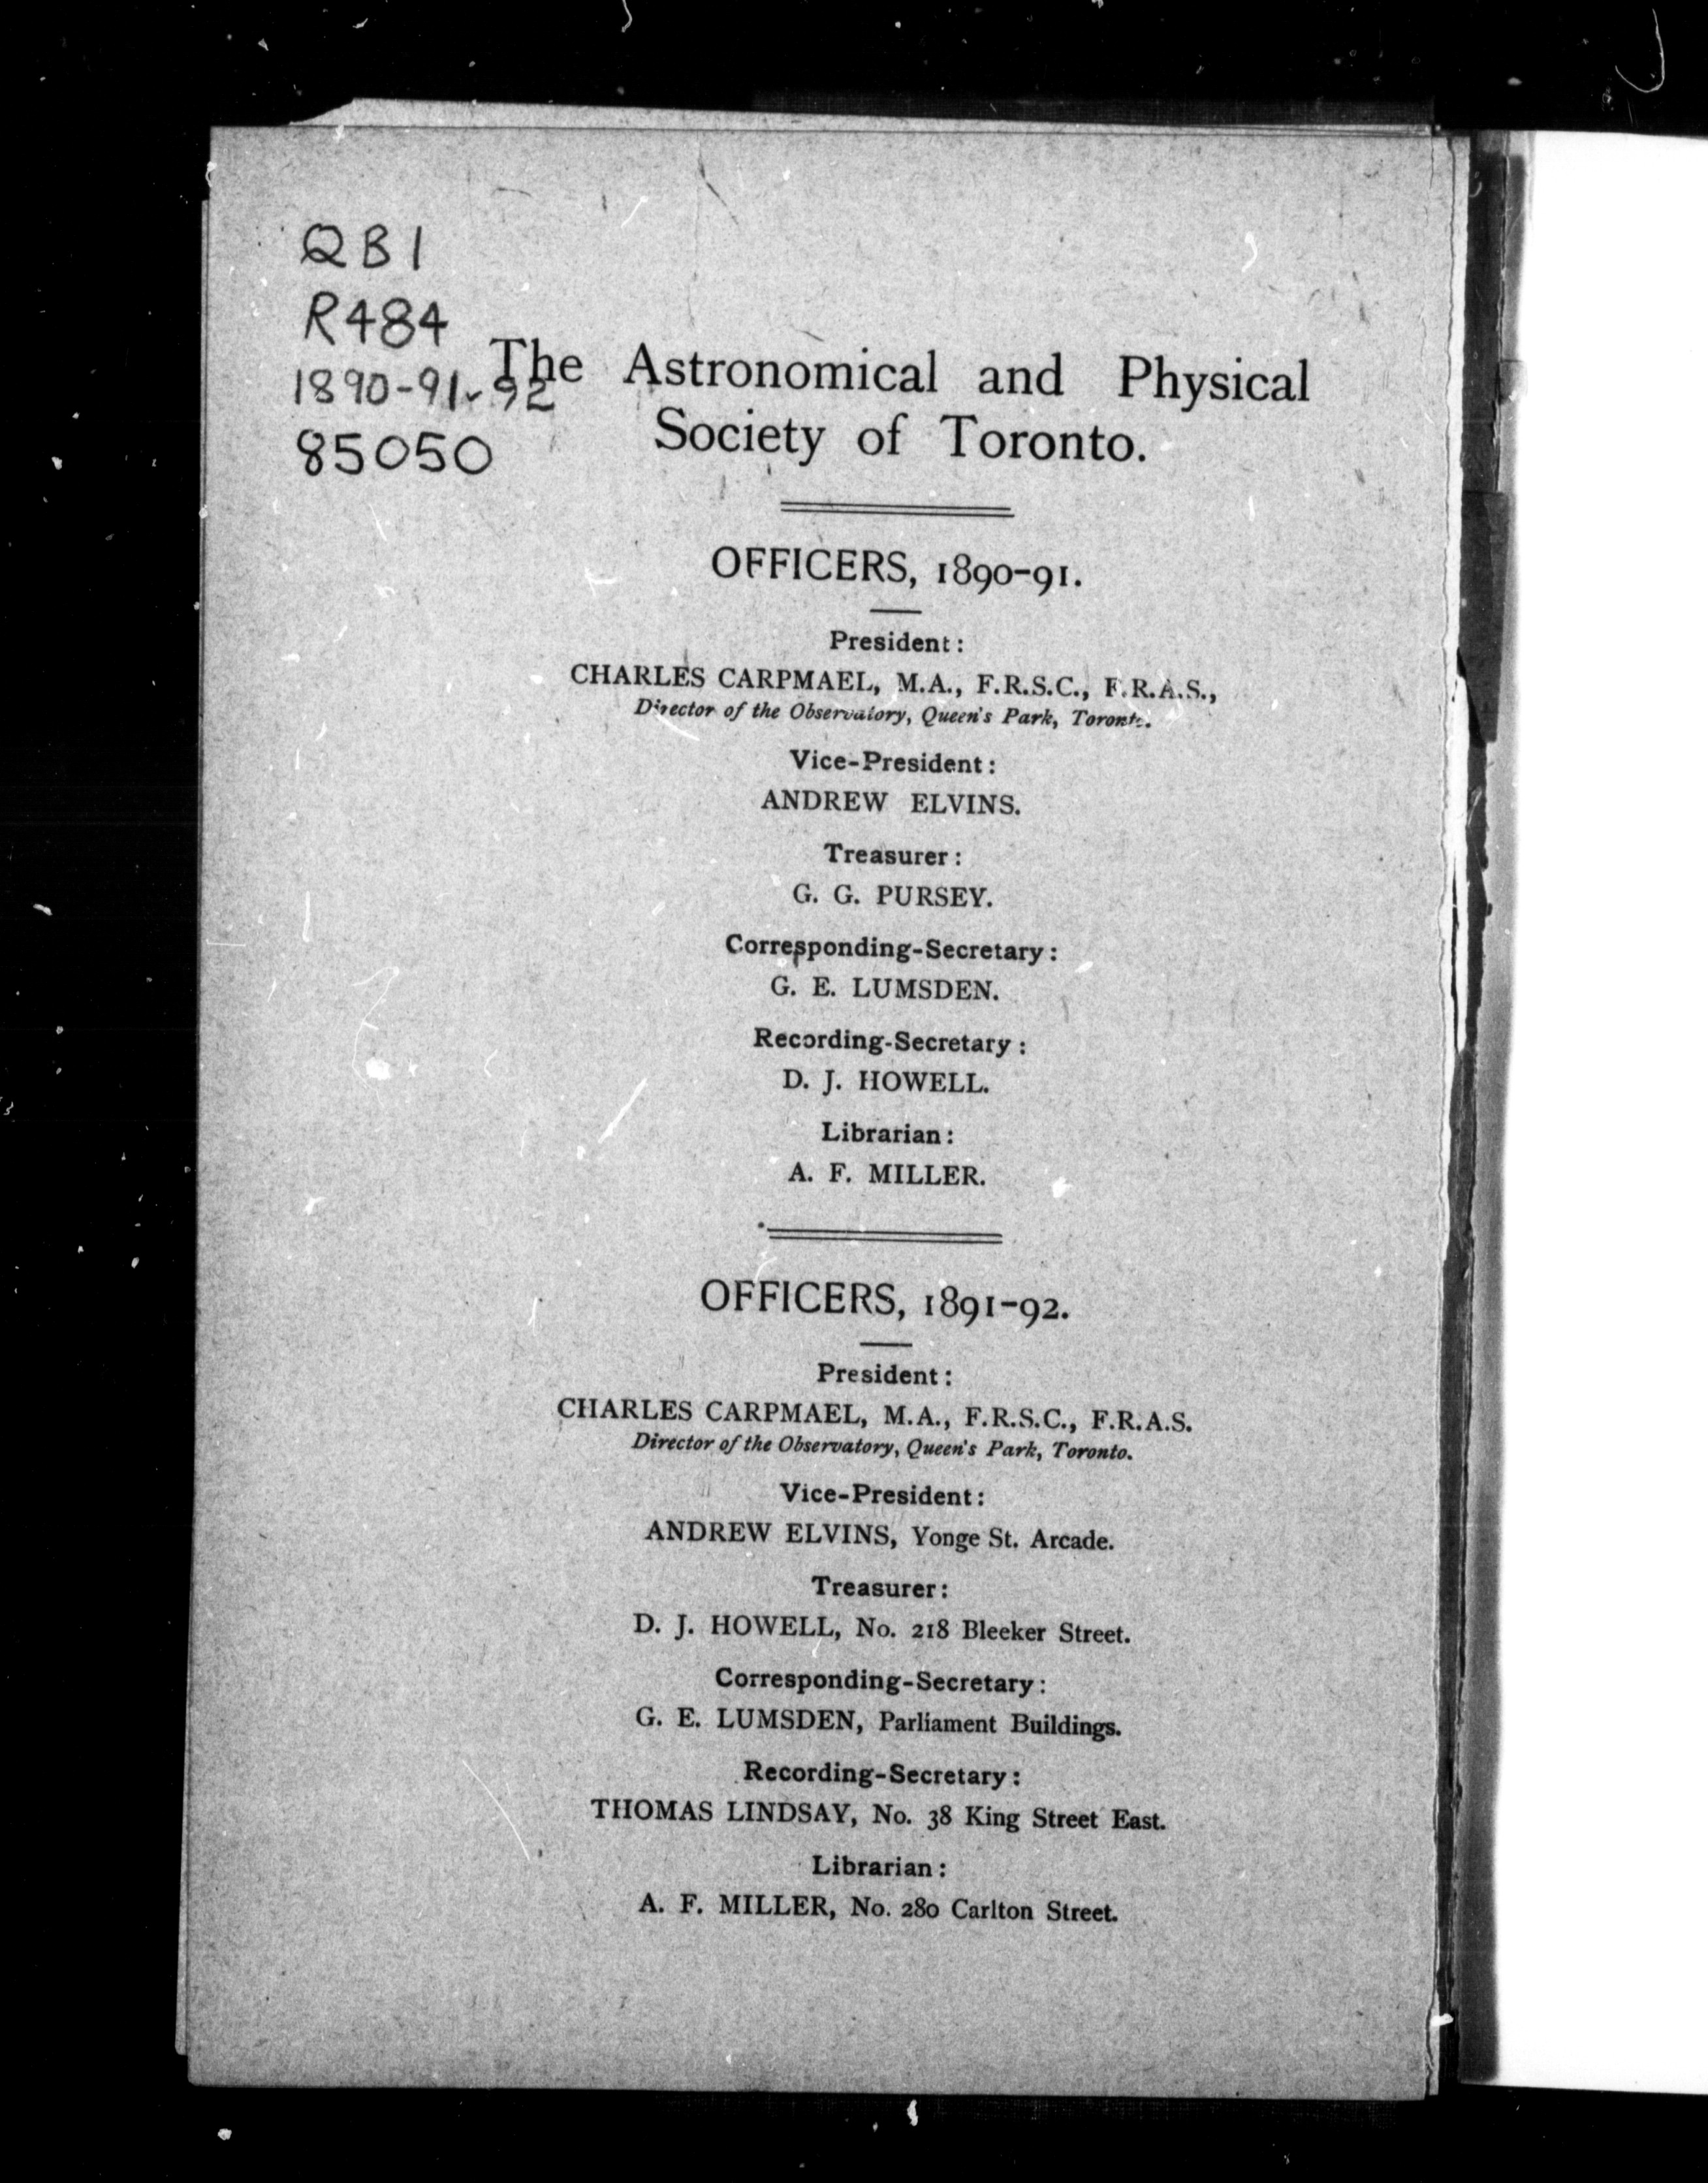 QB1
R484
1890-91-92
85050
The Astronomical and Physical
Society of Toronto.
OFFICERS, 1890-91.
President:
CHARLES CARPMAEL, M.A., F.R.S.C., F.R.A.S.,
Director of the Observatory, Queen's Park, Toronto.
Vice-President:
ANDREW ELVINS.
Treasurer:
G. G. PURSEY.
Corresponding-Secretary:
G. E. LUMSDEN.
Recording-Secretary:
D. J. HOWELL.
Librarian:
A. F. MILLER.
OFFICERS, 1891-92.
President:
CHARLES CARPMAEL, M.A., F.R.S.C., F.R.A.S.
Director of the Observatory, Queen's Park, Toronto.
Vice-President:
ANDREW ELVINS, Yonge St. Arcade.
Treasurer:
D. J. HOWELL, No. 218 Bleeker Street.
Corresponding-Secretary:
G. E. LUMSDEN, Parliament Buildings.
Recording-Secretary:
THOMAS LINDSAY, No. 38 King Street East.
Librarian:
A. F. MILLER, No. 280 Carlton Street.